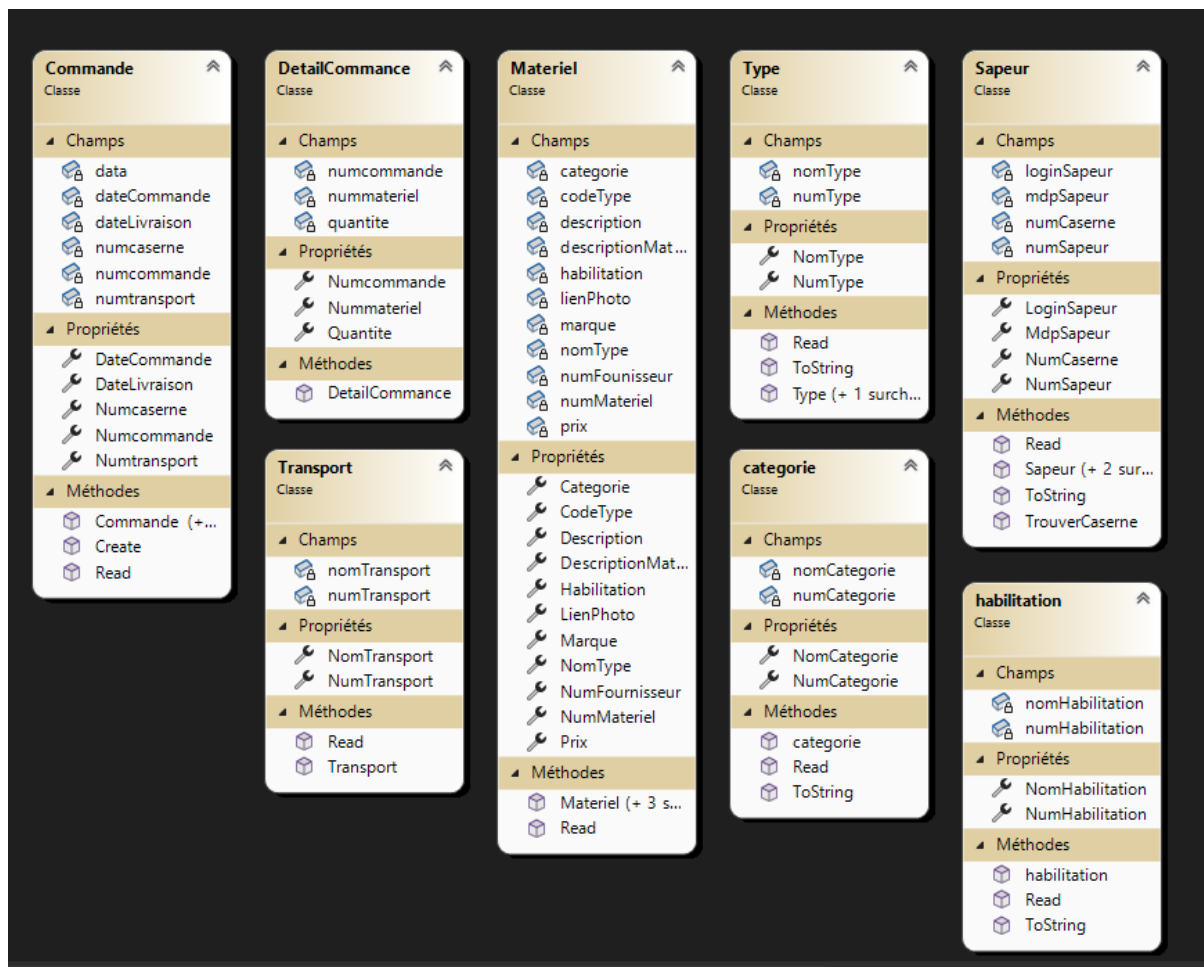 Commande
Classe
Champs
data
dateCommande
dateLivraison
numcaserne
numcommande
numtransport
Propriétés
DateCommande
DateLivraison
Numcaserne
Numcommande
Numtransport
Méthodes
Commande (+...
Create
Read
DetailCommance
Classe
Champs
numcommande
nummateriel
quantite
Propriétés
Numcommande
Nummateriel
Quantite
Méthodes
DetailCommance
Transport
Classe
Champs
nomTransport
numTransport
Propriétés
NomTransport
NumTransport
Méthodes
Read
Transport
Materiel
Classe
Champs
categorie
codeType
description
descriptionMat...
habilitation
lienPhoto
marque
nomType
numFounisseur
numMateriel
prix
Propriétés
Categorie
CodeType
Description
DescriptionMat...
Habilitation
LienPhoto
Marque
NomType
NumFournisseur
NumMateriel
Prix
Méthodes
Materiel (+ 3 s...
Read
Type
Classe
Champs
nomType
numType
Propriétés
NomType
NumType
Méthodes
Read
ToString
Type (+ 1 surch...
categorie
Classe
Champs
nomCategorie
numCategorie
Propriétés
NomCategorie
NumCategorie
Méthodes
categorie
Read
ToString
Sapeur
Classe
Champs
loginSapeur
mdpSapeur
numCaserne
numSapeur
Propriétés
LoginSapeur
MdpSapeur
NumCaserne
NumSapeur
Méthodes
Read
Sapeur (+ 2 sur...
ToString
TrouverCaserne
habilitation
Classe
Champs
nomHabilitation
numHabilitation
Propriétés
NomHabilitation
NumHabilitation
Méthodes
habilitation
Read
ToString